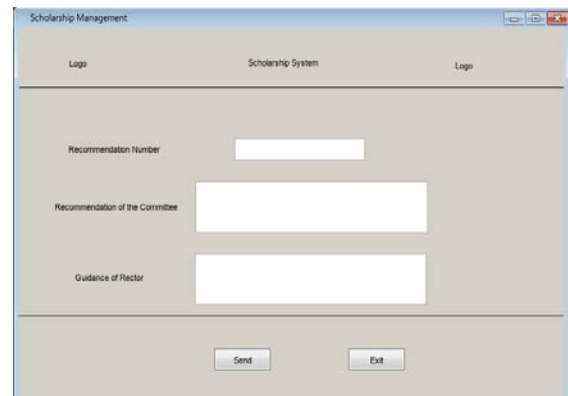 Scholarship Management
Logo Scholarship System Logo
Recommendation Number
Recommendation of the Committee
Guidance of Rector
Send Exit